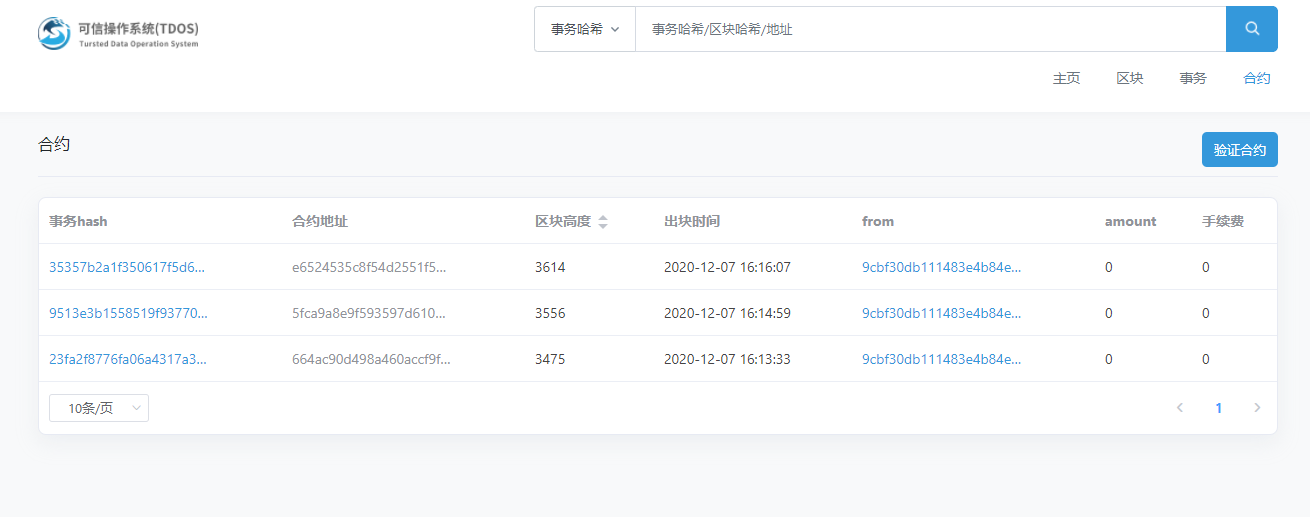 可信操作系统(TDOS)
Tursted Data Operation System
事务哈希 事务哈希/区块哈希/地址
主页 区块 事务 合约
合约 验证合约
事务hash 合约地址 区块高度 出块时间 from amount 手续费
35357b2a1f350617f5d6... e6524535c8f54d2551f5... 3614 2020-12-07 16:16:07 9cbf30db111483e4b84e... 0 0
9513e3b1558519f93770... 5fca9a8e9f593597d610... 3556 2020-12-07 16:14:59 9cbf30db111483e4b84e... 0 0
23fa2f8776fa06a4317a3... 664ac90d498a460accf9f... 3475 2020-12-07 16:13:33 9cbf30db111483e4b84e... 0 0
10条/页 1